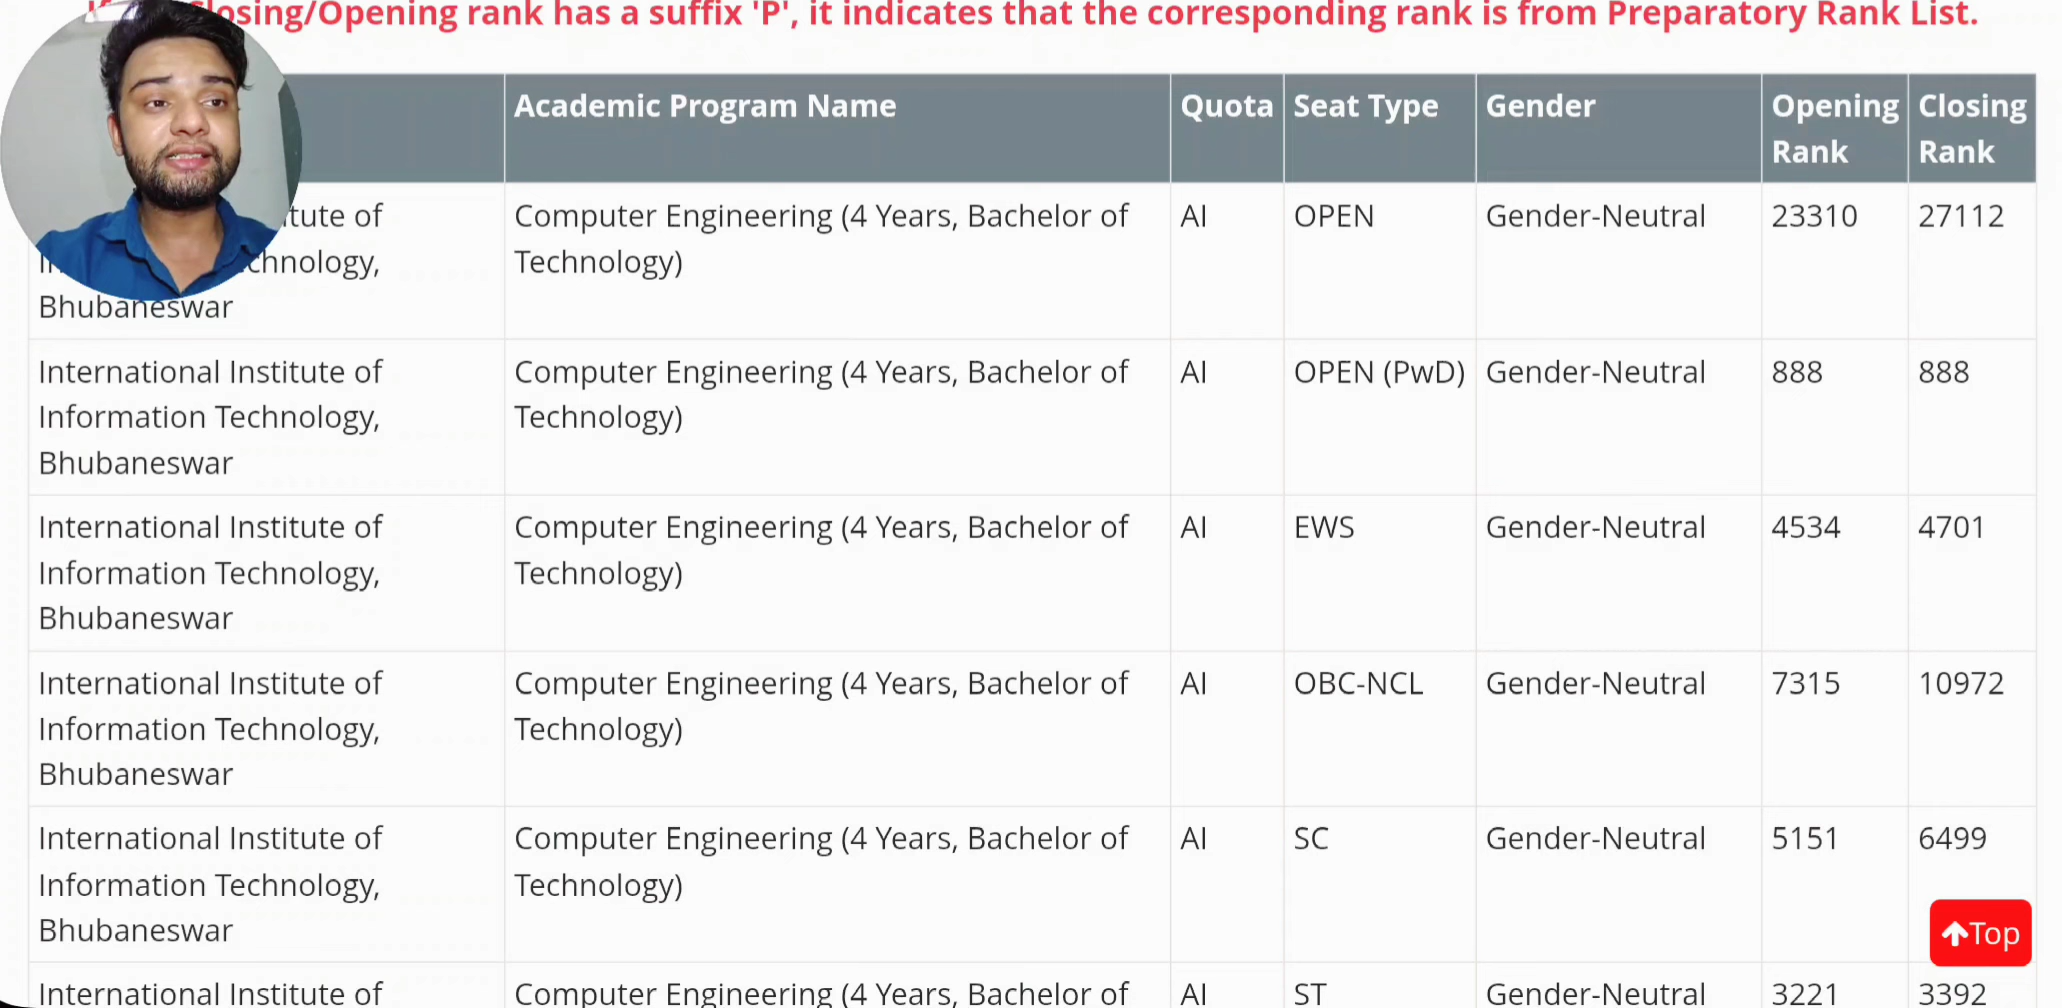 Closing/Opening rank has a suffix 'P', it indicates that the corresponding rank is from Preparatory Rank List.
Academic Program Name Quota Seat Type Gender Opening Closing
Rank Rank
Computer Engineering (4 Years, Bachelor of AI OPEN Gender-Neutral 23310 27112
Technology)
Bhubaneswar
International Institute of Computer Engineering (4 Years, Bachelor of AI OPEN (PwD) Gender-Neutral 888 888
Information Technology, Technology)
Bhubaneswar
International Institute of Computer Engineering (4 Years, Bachelor of AI EWS Gender-Neutral 4534 4701
Information Technology, Technology)
Bhubaneswar
International Institute of Computer Engineering (4 Years, Bachelor of AI OBC-NCL Gender-Neutral 7315 10972
Information Technology, Technology)
Bhubaneswar
International Institute of Computer Engineering (4 Years, Bachelor of AI SC Gender-Neutral 5151 6499
Information Technology, Technology)
Bhubaneswar
Top
International Institute of Computer Engineering (4 Years, Bachelor of AI ST Gender-Neutral 3221 3392